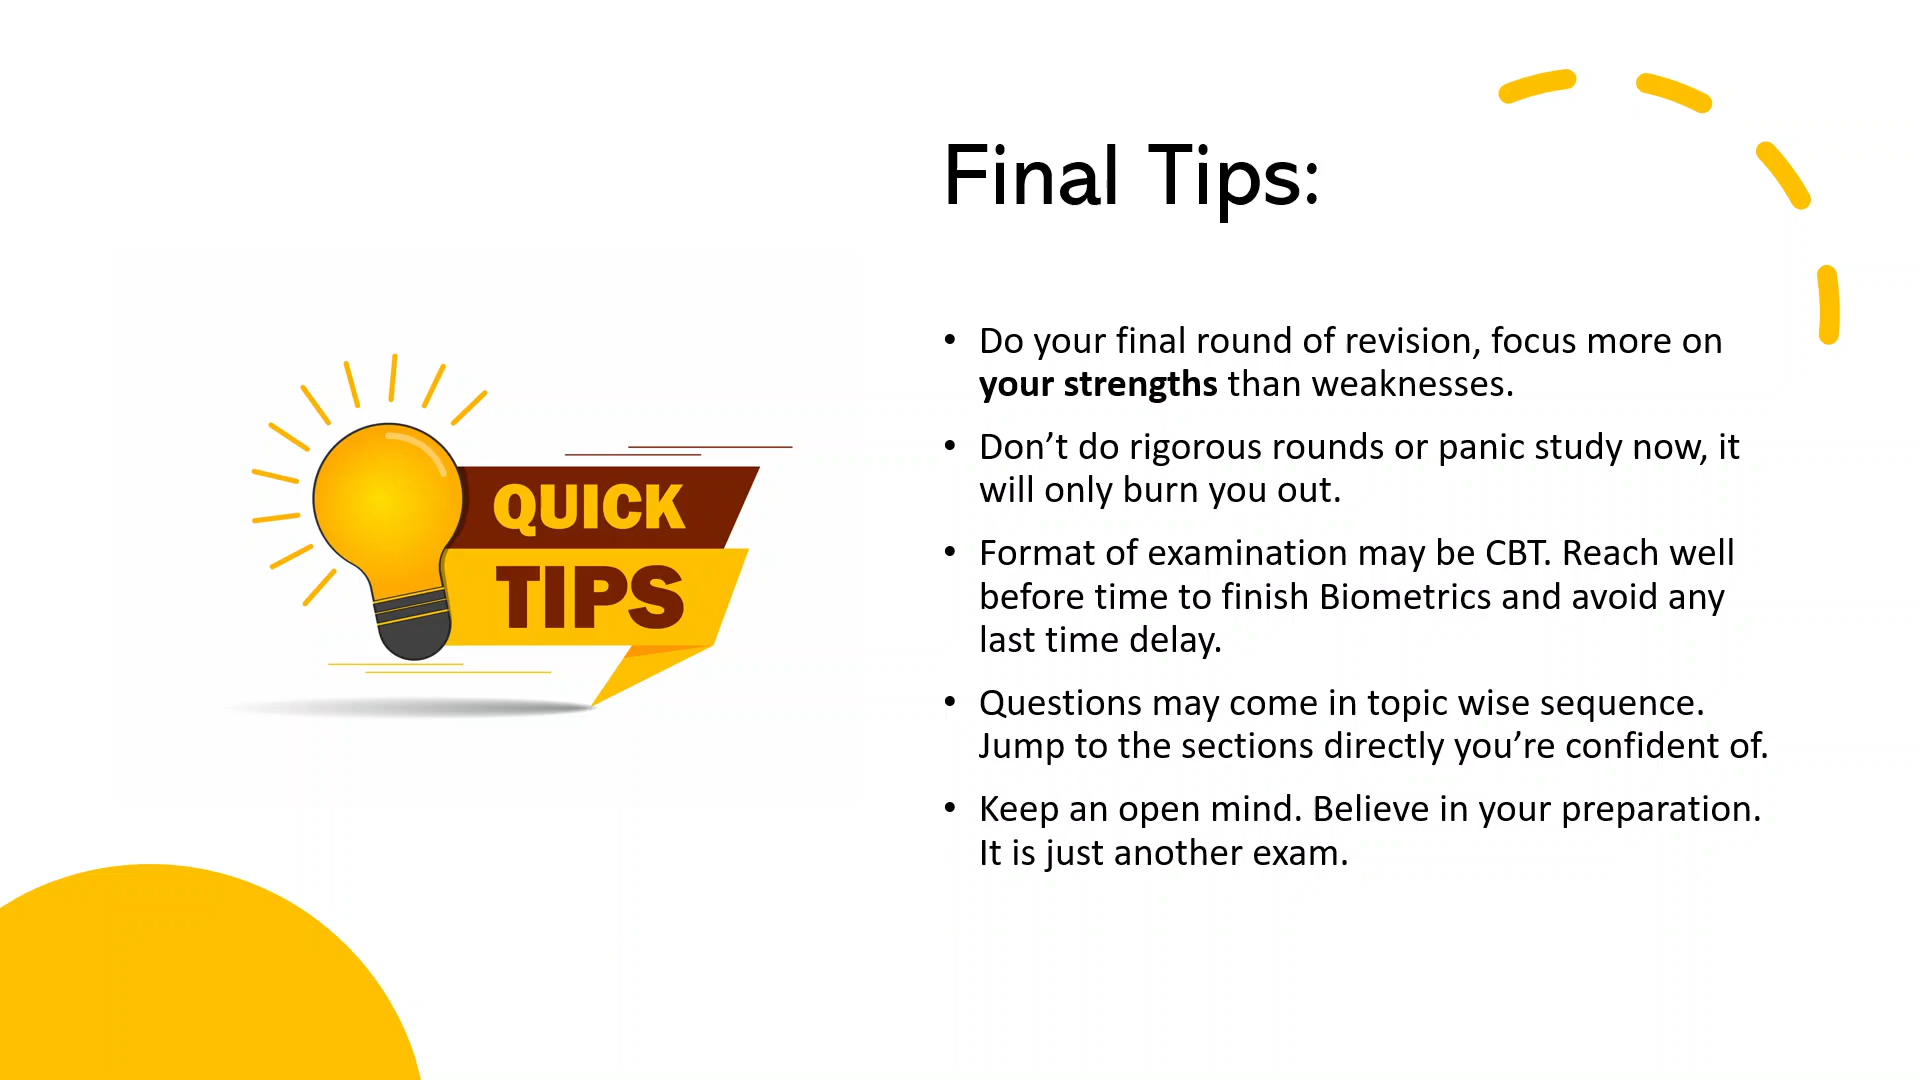 Final Tips:
QUICK
TIPS
• Do your final round of revision, focus more on
your strengths than weaknesses.
• Don’t do rigorous rounds or panic study now, it
will only burn you out.
• Format of examination may be CBT. Reach well
before time to finish Biometrics and avoid any
last time delay.
• Questions may come in topic wise sequence.
Jump to the sections directly you’re confident of.
• Keep an open mind. Believe in your preparation.
It is just another exam.